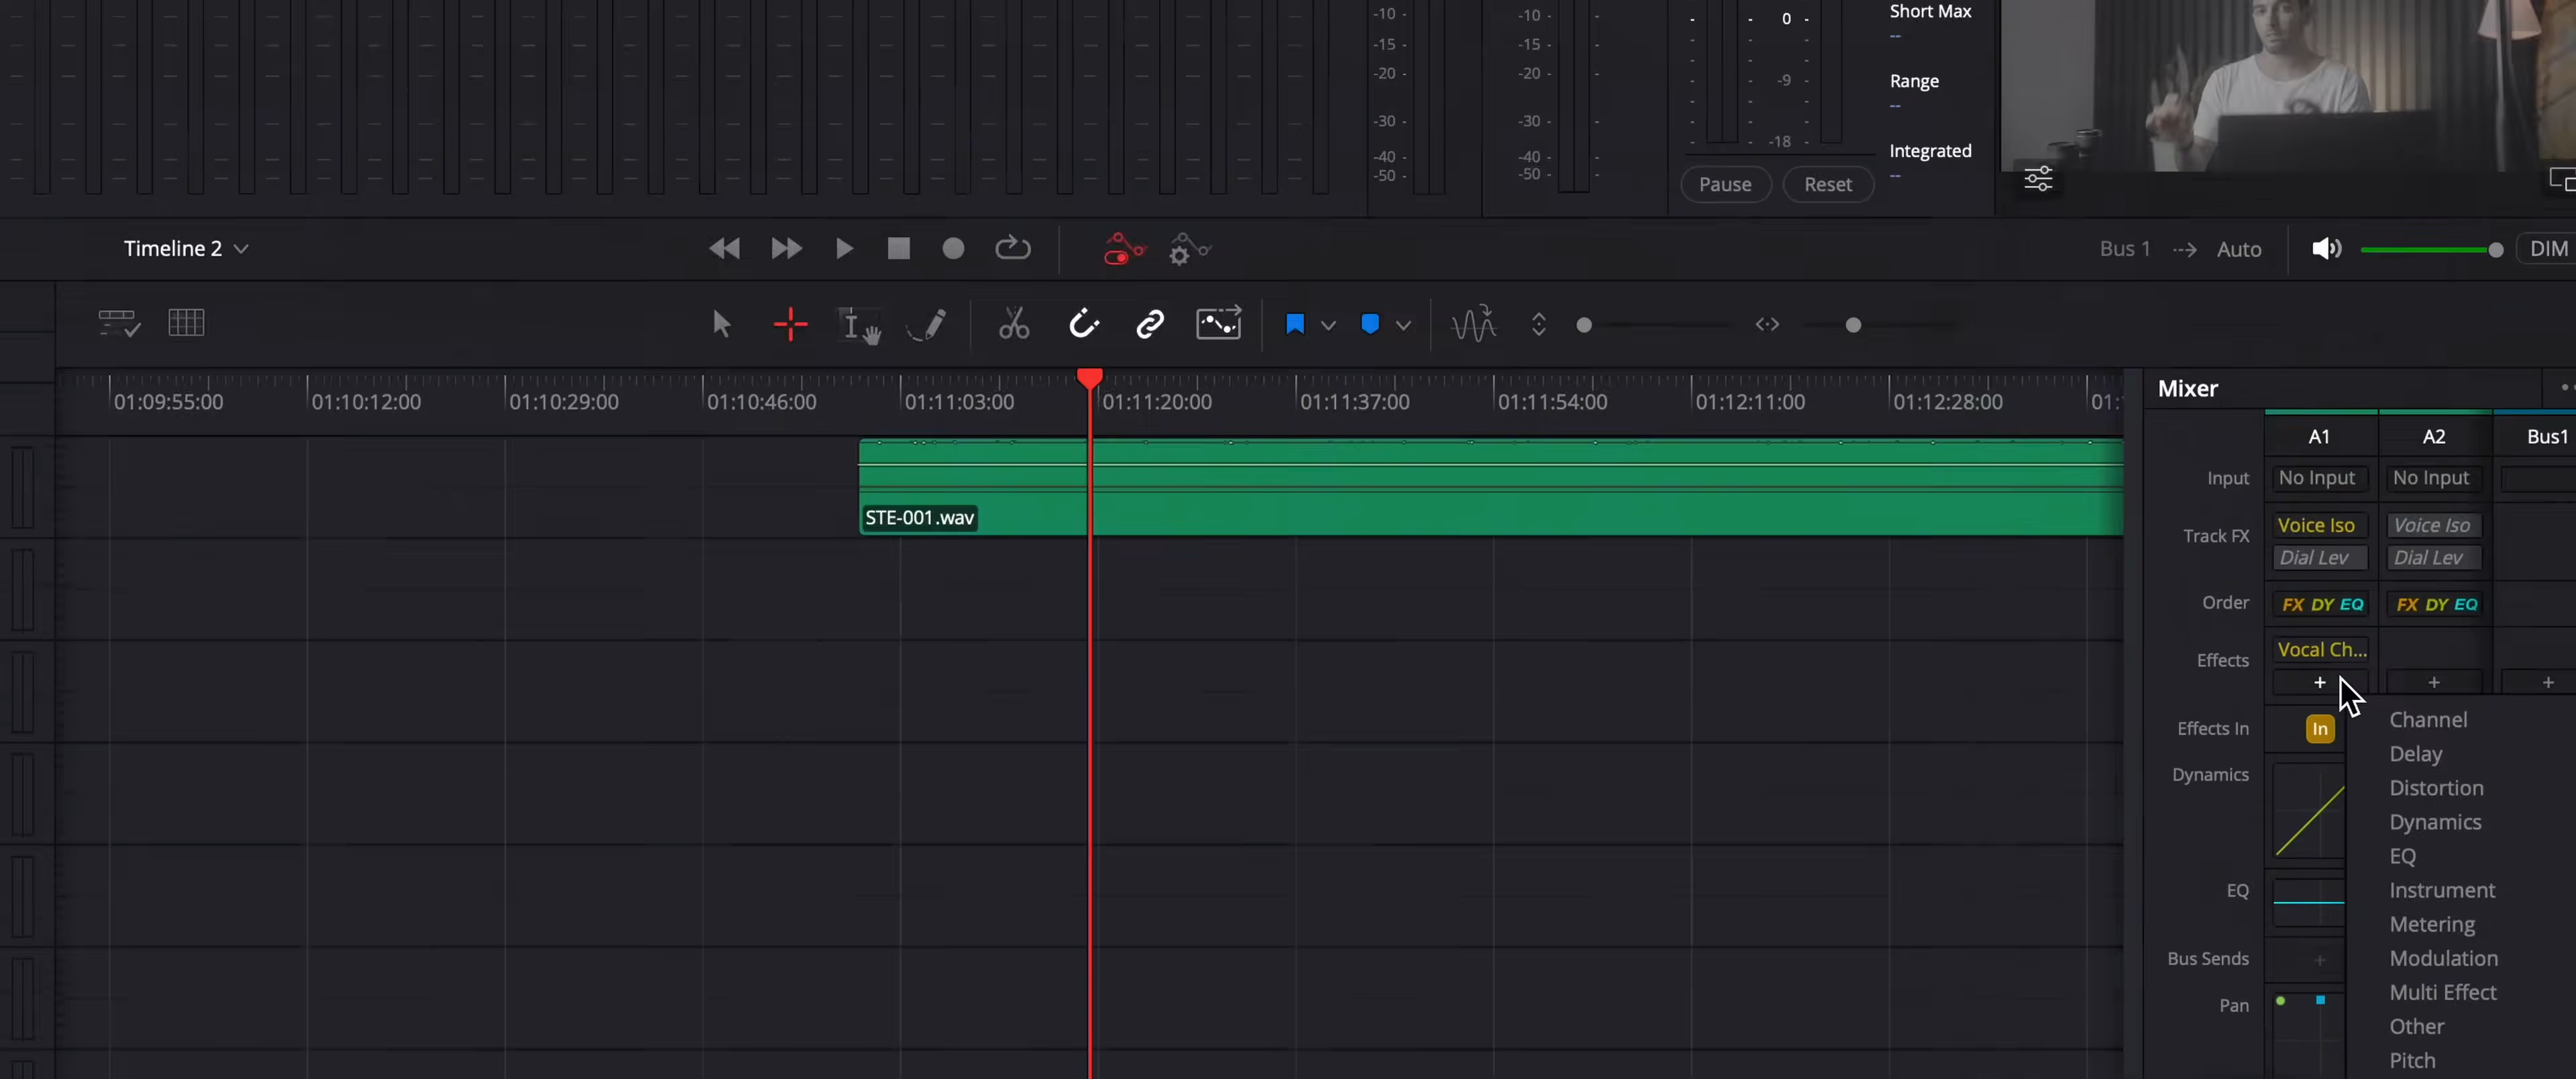 -10 -
-15 -
-20 -
-30 -
-40 -
-50 -
-10 -
-15 -
-20 -
-30 -
-40 -
-50 -
0
-9
-18
Pause
Reset
Short Max
--
Range
--
Integrated
--
Timeline 2
Bus 1
Auto
DIM
01:09:55:00
01:10:12:00
01:10:29:00
01:10:46:00
01:11:03:00
01:11:20:00
01:11:37:00
01:11:54:00
01:12:11:00
01:12:28:00
01:
STE-001.wav
Mixer
A1
A2
Bus1
Input
No Input
No Input
Track FX
Voice Iso
Voice Iso
Dial Lev
Dial Lev
Order
FX DY EQ
FX DY EQ
Effects
Vocal Ch...
+
+
+
Effects In
In
Dynamics
EQ
Bus Sends
+
Pan
Channel
Delay
Distortion
Dynamics
EQ
Instrument
Metering
Modulation
Multi Effect
Other
Pitch